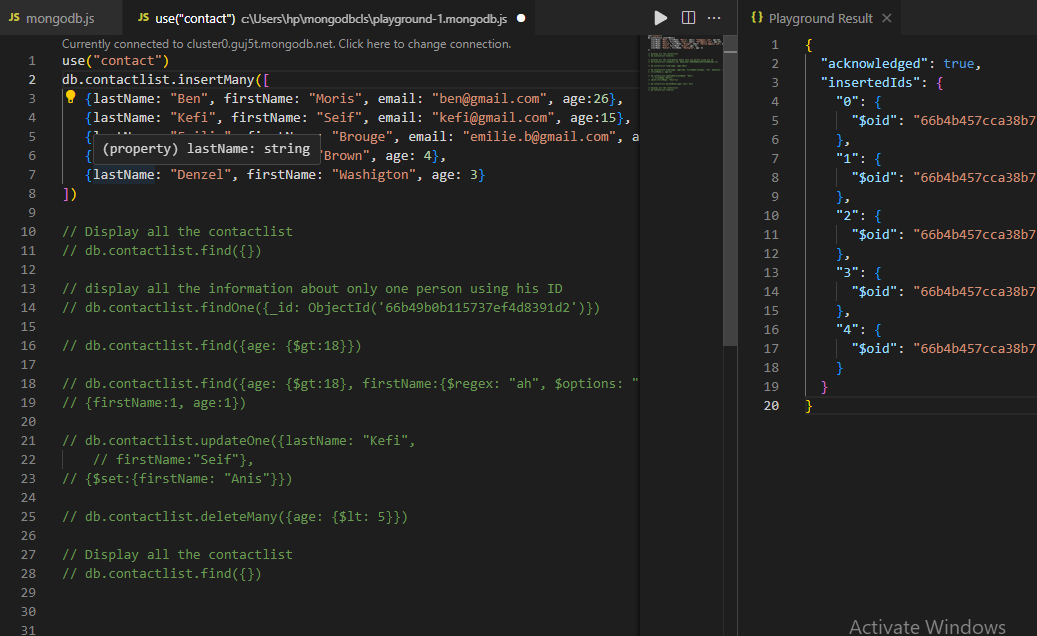 JS mongodb.js
JS use("contact") c:\Users\hp\mongodbcls\playground-1.mongodb.js
Currently connected to cluster0.guj5t.mongodb.net. Click here to change connection.
1 use("contact")
2 db.contactlist.insertMany([
3 {lastName: "Ben", firstName: "Moris", email: "ben@gmail.com", age:26},
4 {lastName: "Kefi", firstName: "Seif", email: "kefi@gmail.com", age:15},
5 { "Brouge", email: "emilie.b@gmail.com", a
(property) lastName: string
6 { "Brown", age: 4},
7 {lastName: "Denzel", firstName: "Washigton", age: 3}
8 ])
9
10 // Display all the contactlist
11 // db.contactlist.find({})
12
13 // display all the information about only one person using his ID
14 // db.contactlist.findOne({_id: ObjectId('66b49b0b115737ef4d8391d2')})
15
16 // db.contactlist.find({age: {$gt:18}})
17
18 // db.contactlist.find({age: {$gt:18}, firstName:{$regex: "ah", $options: "
19 // {firstName:1, age:1})
20
21 // db.contactlist.updateOne({lastName: "Kefi",
22 // firstName:"Seif"},
23 // {$set:{firstName: "Anis"}})
24
25 // db.contactlist.deleteMany({age: {$lt: 5}})
26
27 // Display all the contactlist
28 // db.contactlist.find({})
29
30
31
{} Playground Result
1 {
2 "acknowledged": true,
3 "insertedIds": {
4 "0": {
5 "$oid": "66b4b457cca38b7
6 },
7 "1": {
8 "$oid": "66b4b457cca38b7
9 },
10 "2": {
11 "$oid": "66b4b457cca38b7
12 },
13 "3": {
14 "$oid": "66b4b457cca38b7
15 },
16 "4": {
17 "$oid": "66b4b457cca38b7
18 }
19 }
20 }
Activate Windows